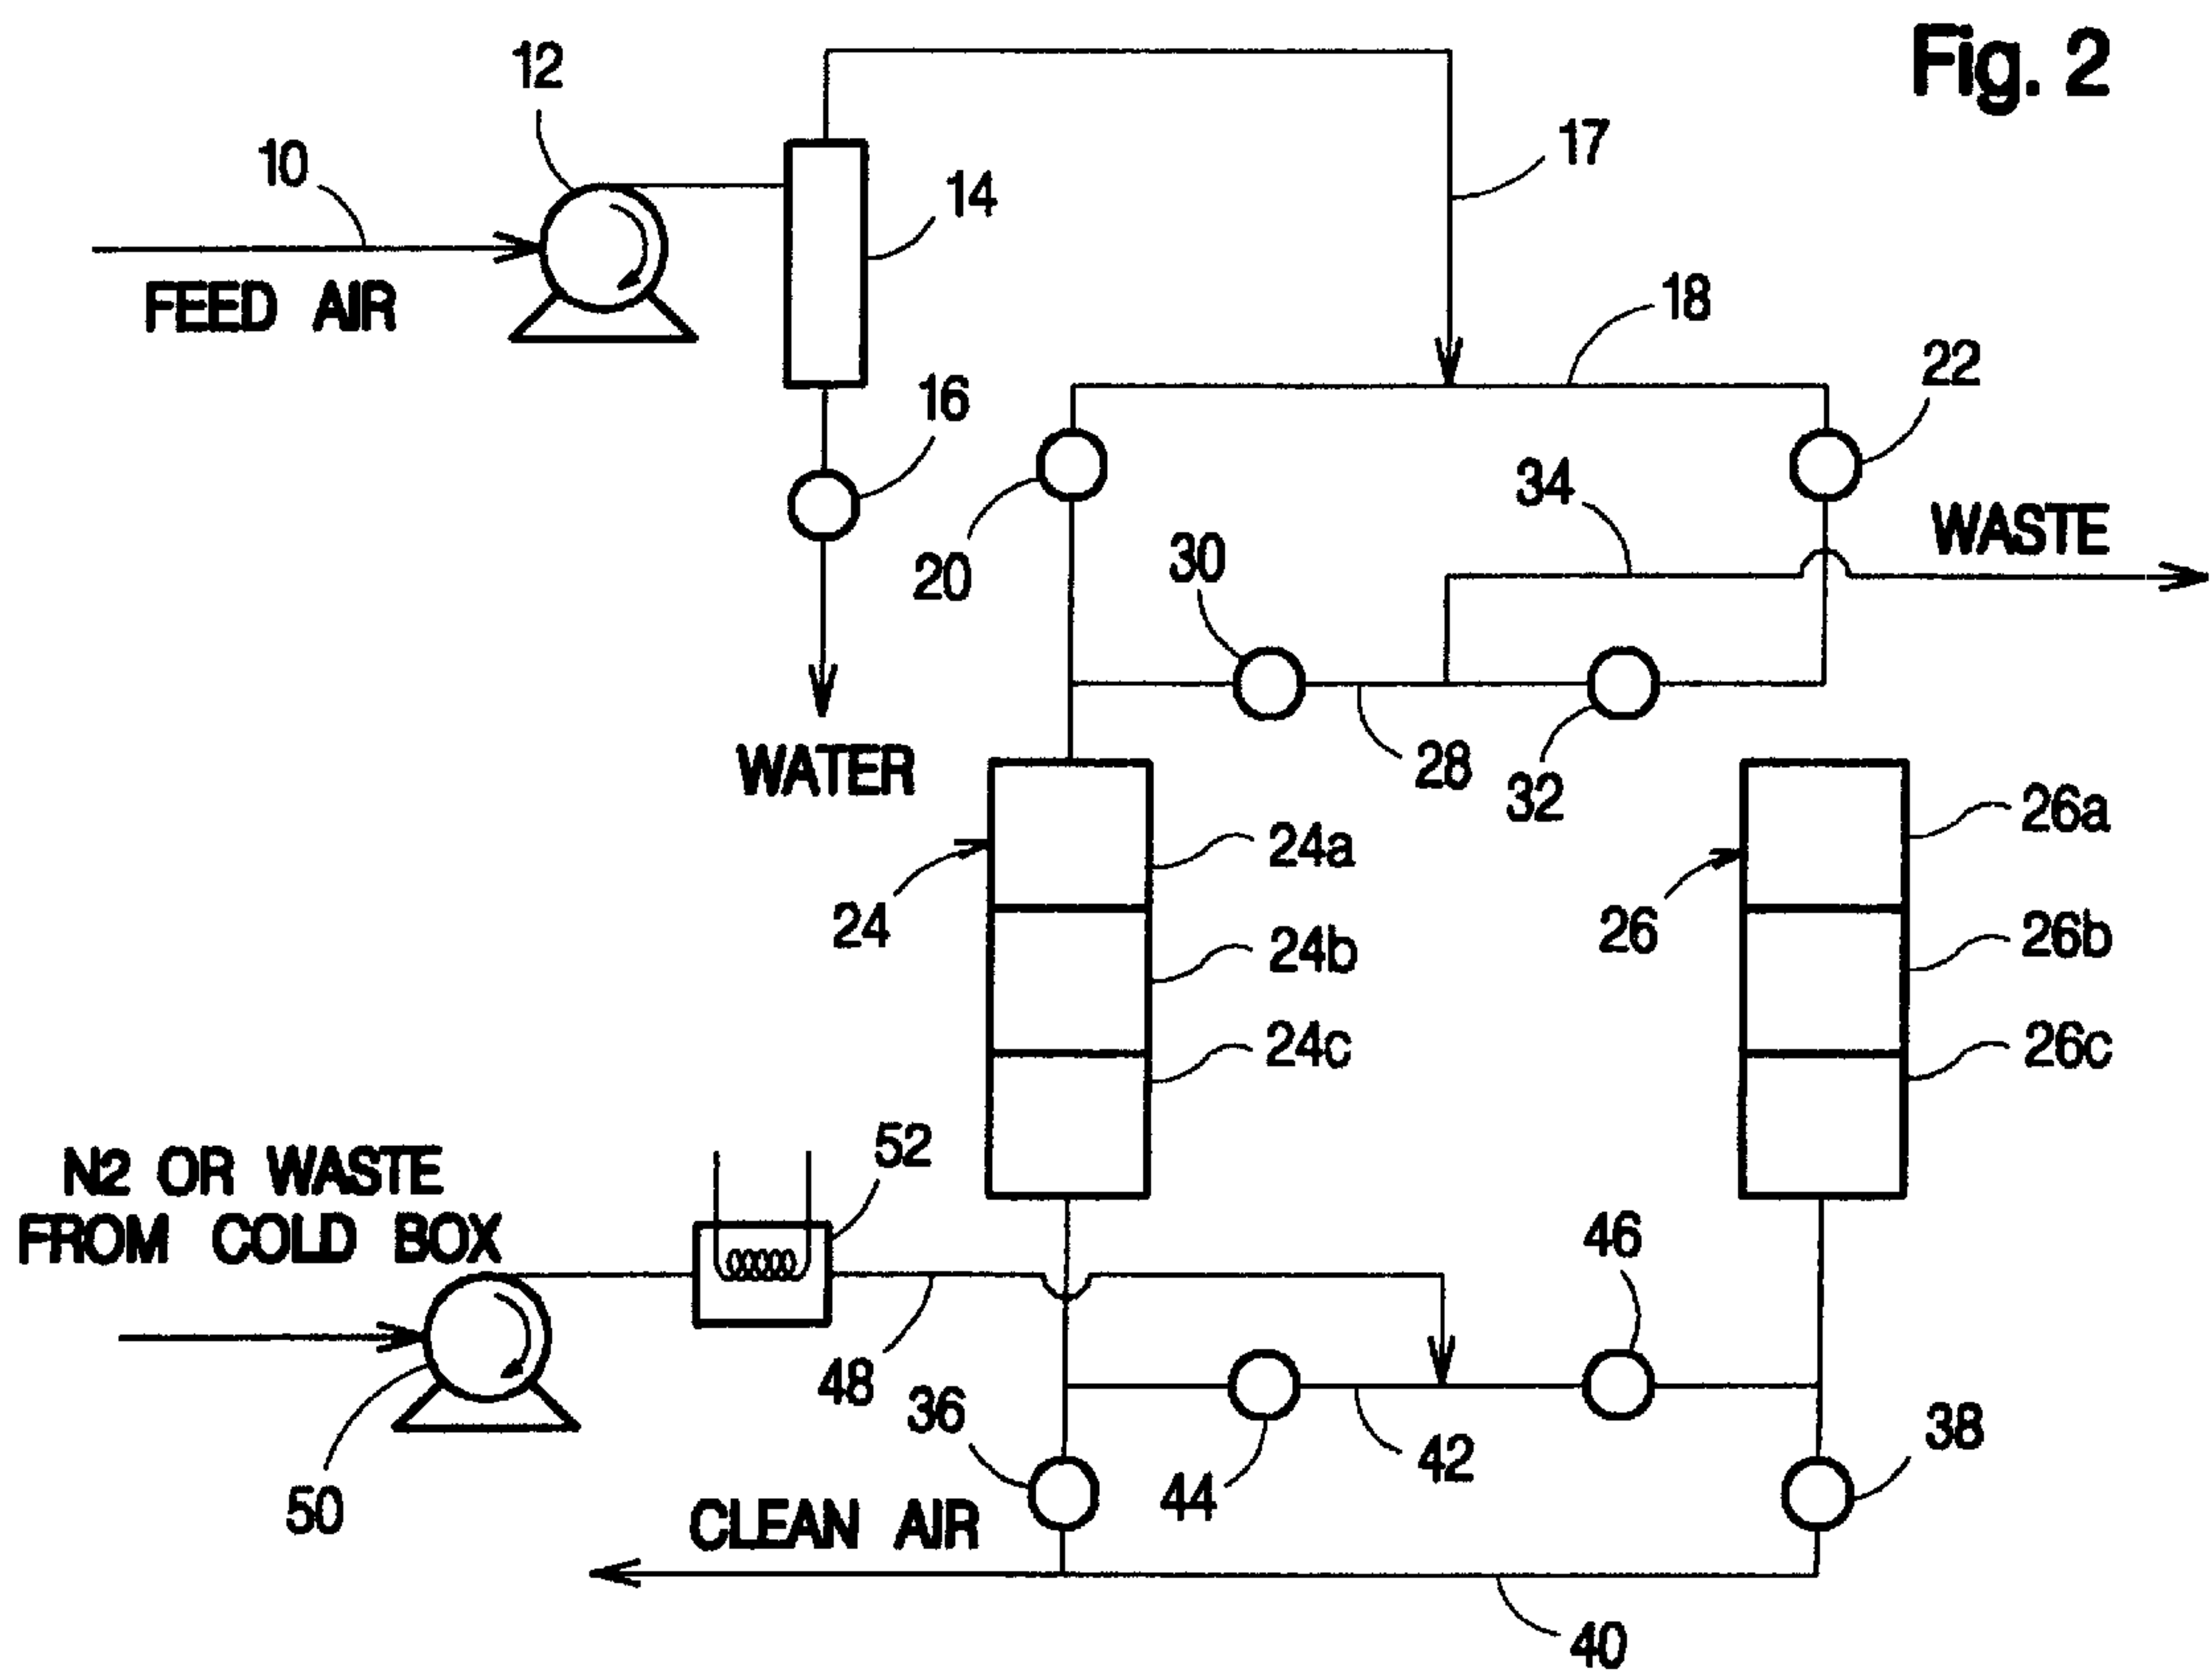 Fig. 2
12
10
17
14
FEED AIR
18
22
16
34
WASTE
20
30
28
32
WATER
24a
26a
24
24b
26
26b
24c
26c
N2 OR WASTE
FROM COLD BOX
52
46
48
36
38
42
44
50
CLEAN AIR
40